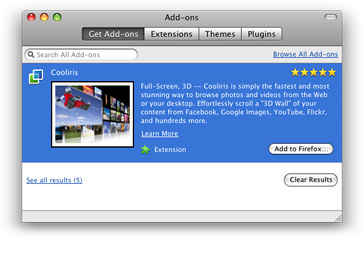 Add-ons
Get Add-ons Extensions Themes Plugins
Search All Add-ons Browse All Add-ons
Cooliris
Full-Screen, 3D -- Cooliris is simply the fastest and most
stunning way to browse photos and videos from the Web
or your desktop. Effortlessly scroll a "3D Wall" of your
content from Facebook, Google Images, YouTube, Flickr,
and hundreds more.
Learn More
Extension Add to Firefox...
See all results (5) Clear Results